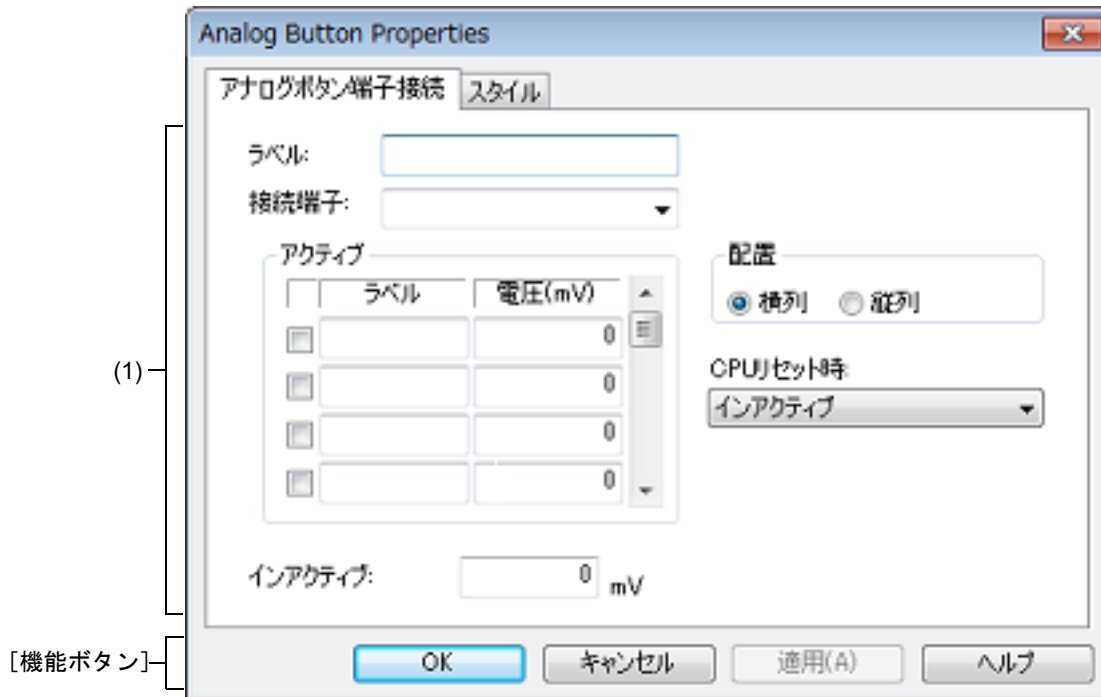 Analog Button Properties
アナログボタン端子接続 スタイル
ラベル:
接続端子:
アクティブ
ラベル 電圧(mV)
0
0
0
0
配置
横列 縦列
CPUリセット時:
インアクティブ
インアクティブ: 0 mV
(1)
[機能ボタン]
OK キャンセル 適用(A) ヘルプ